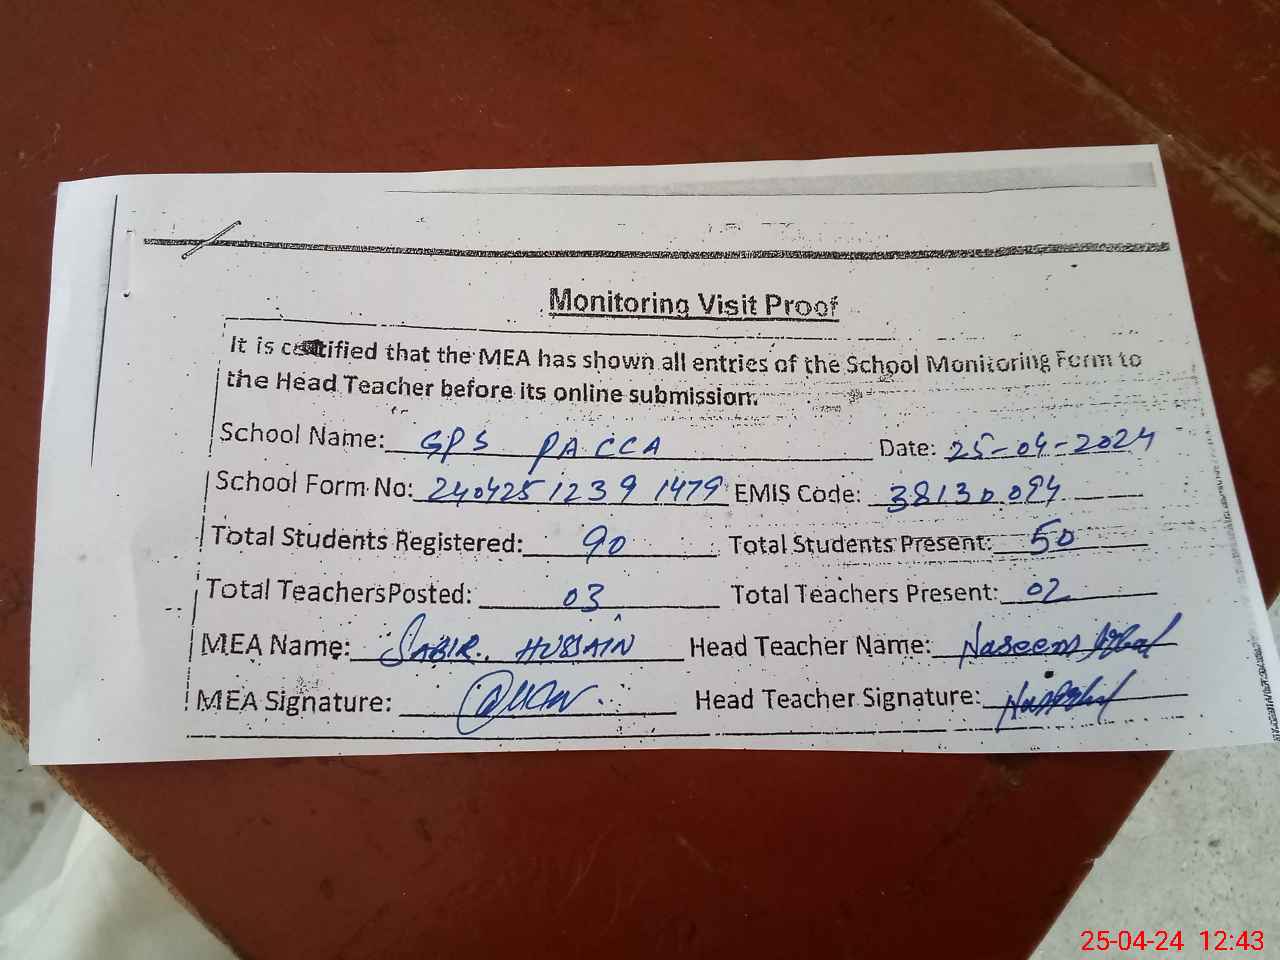 Monitoring Visit Proof
It is certified that the MEA has shown all entries of the School Monitoring Form to
the Head Teacher before its online submission.
School Name: GPS PACCA Date: 25-04-2024
School Form No: 240425 1239 1479 EMIS Code: 38130094
Total Students Registered: 90 Total Students Present: 50
Total Teachers Posted: 03 Total Teachers Present: 02
MEA Name: SABIR. HUSSAIN Head Teacher Name: Naseem Iqbal
MEA Signature: Head Teacher Signature:
25-04-24 12:43